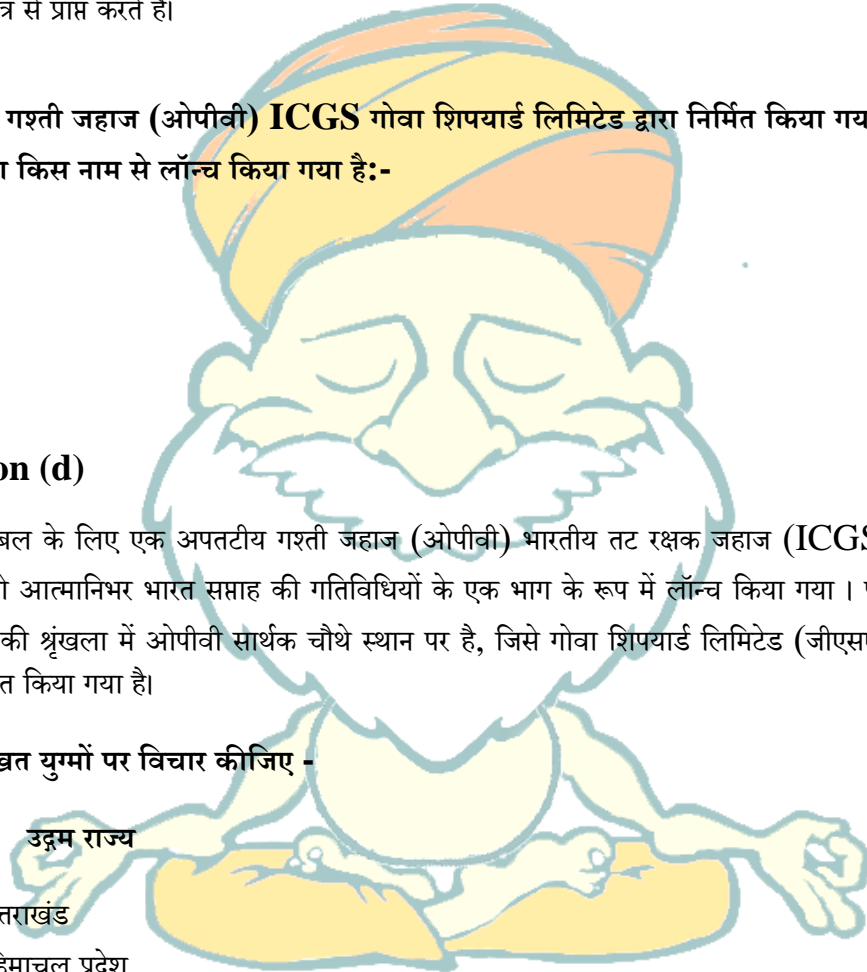 त्र से प्राप्त करते हैं।
गश्ती जहाज (ओपीवी) ICGS गोवा शिपयार्ड लिमिटेड द्वारा निर्मित किया गय
ा किस नाम से लॉन्च किया गया है:-
on (d)
बल के लिए एक अपतटीय गश्ती जहाज (ओपीवी) भारतीय तट रक्षक जहाज (ICGS
ो आत्मानिभर भारत सप्ताह की गतिविधियों के एक भाग के रूप में लॉन्च किया गया ।
की श्रृंखला में ओपीवी सार्थक चौथे स्थान पर है, जिसे गोवा शिपयार्ड लिमिटेड (जीएस
त किया गया है।
खत युग्मों पर विचार कीजिए -
उद्गम राज्य
त्तराखंड
हिमाचल प्रदेश